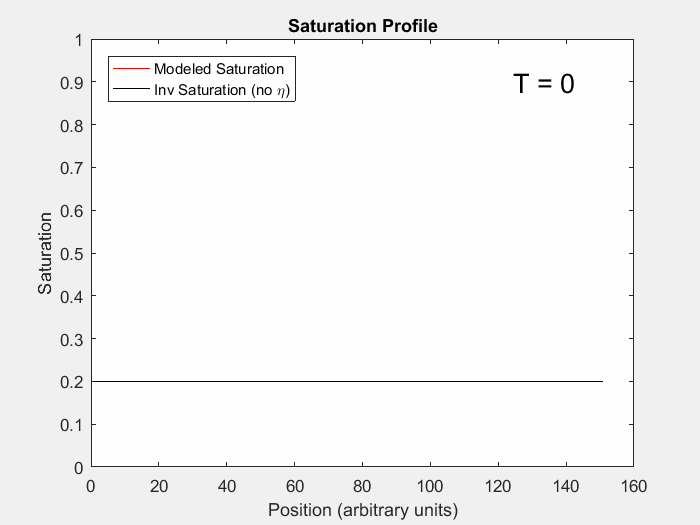 Saturation Profile
Modeled Saturation
Inv Saturation (no η)
T = 0
Saturation
1
0.9
0.8
0.7
0.6
0.5
0.4
0.3
0.2
0.1
0
0 20 40 60 80 100 120 140 160
Position (arbitrary units)